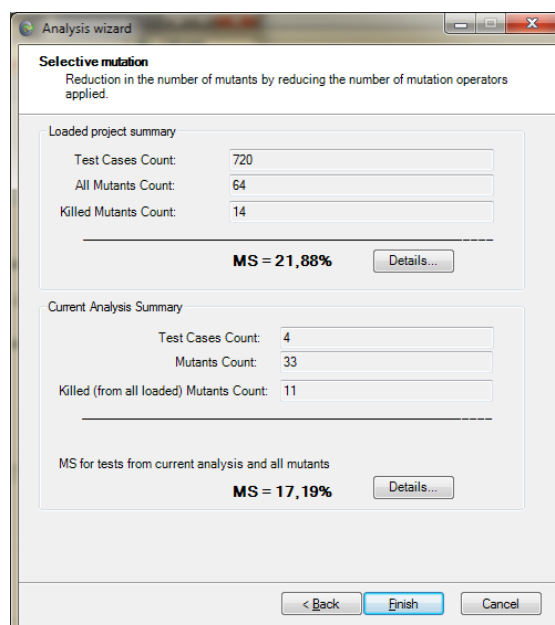 Analysis wizard
Selective mutation
Reduction in the number of mutants by reducing the number of mutation operators
applied.
Loaded project summary
Test Cases Count: 720
All Mutants Count: 64
Killed Mutants Count: 14
MS = 21,88% Details...
Current Analysis Summary
Test Cases Count: 4
Mutants Count: 33
Killed (from all loaded) Mutants Count: 11
MS for tests from current analysis and all mutants
MS = 17,19% Details...
< Back Finish Cancel